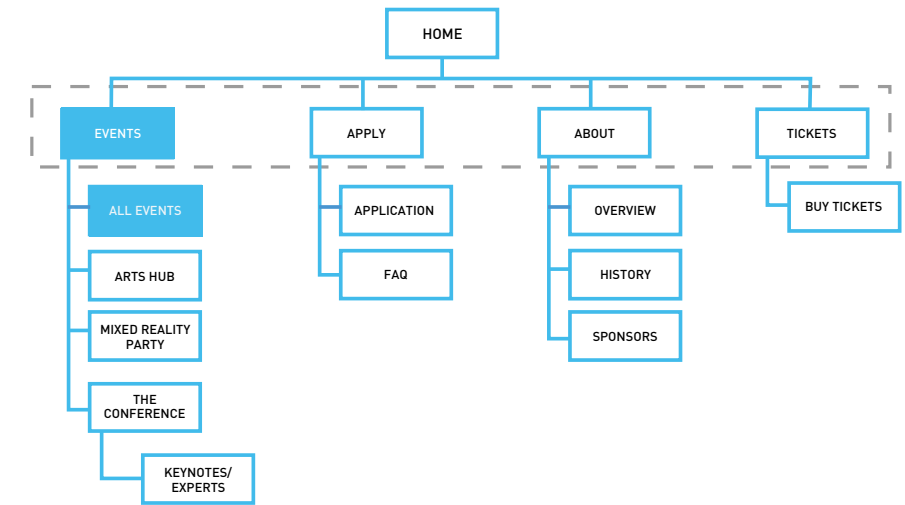 HOME
EVENTS
APPLY
ABOUT
TICKETS
ALL EVENTS
APPLICATION
OVERVIEW
BUY TICKETS
ARTS HUB
FAQ
HISTORY
MIXED REALITY
PARTY
SPONSORS
THE
CONFERENCE
KEYNOTES/
EXPERTS